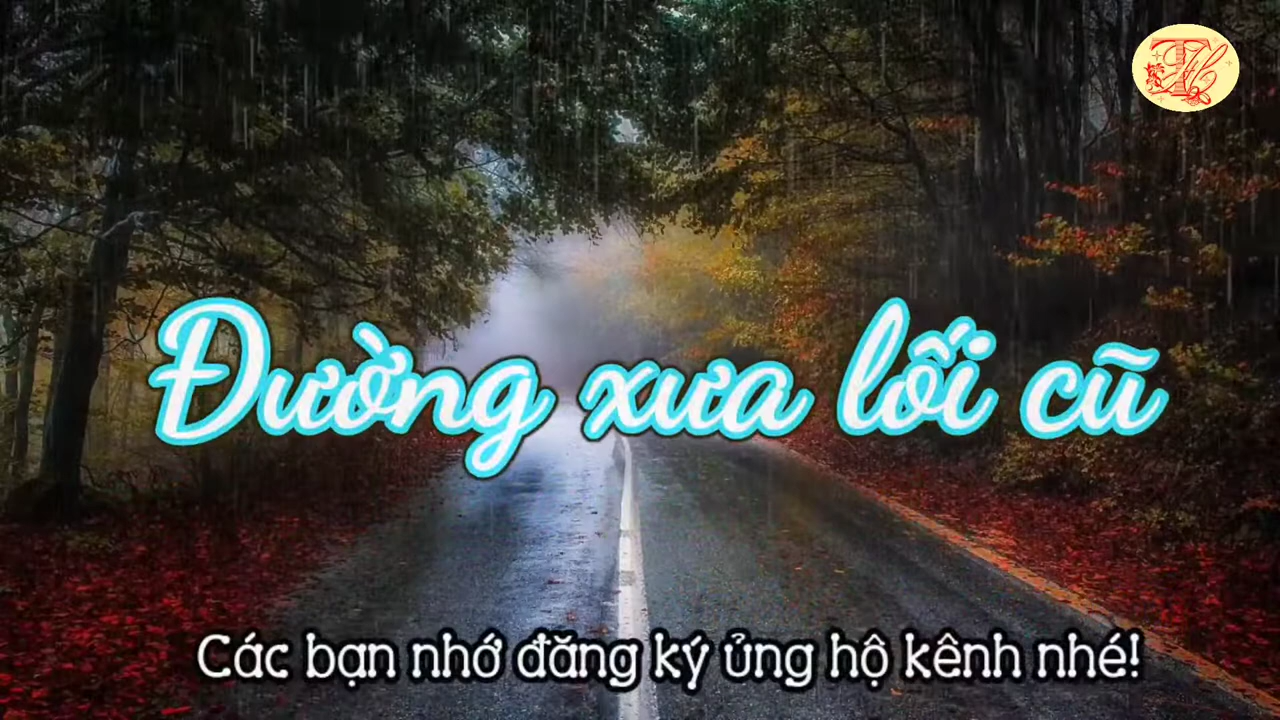 Đường xưa lối cũ
Các bạn nhớ đăng ký ủng hộ kênh nhé!